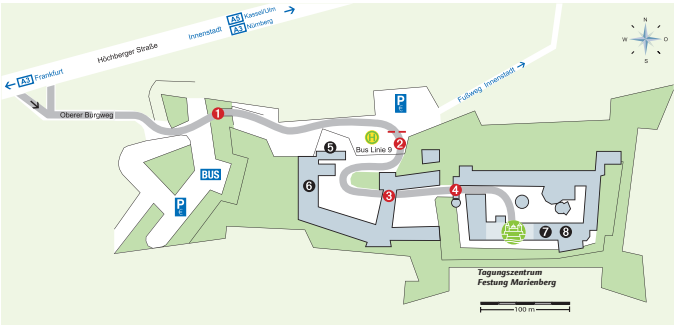 A5 Kassel/Ulm
Innenstadt
A3 Nürnberg
Höchberger Straße
A3 Frankfurt
Oberer Burgweg
Fußweg Innenstadt
N
W
O
S
P
€
1
H
Bus Linie 9
2
5
6
BUS
P
€
3
4
7
8
Tagungszentrum
Festung Marienberg
100 m